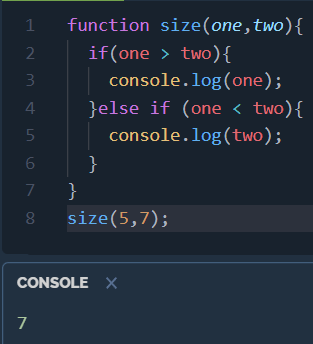 1 function size(one,two){
2   if(one > two){
3     console.log(one);
4   }else if (one < two){
5     console.log(two);
6   }
7 }
8 size(5,7);
CONSOLE ×
7